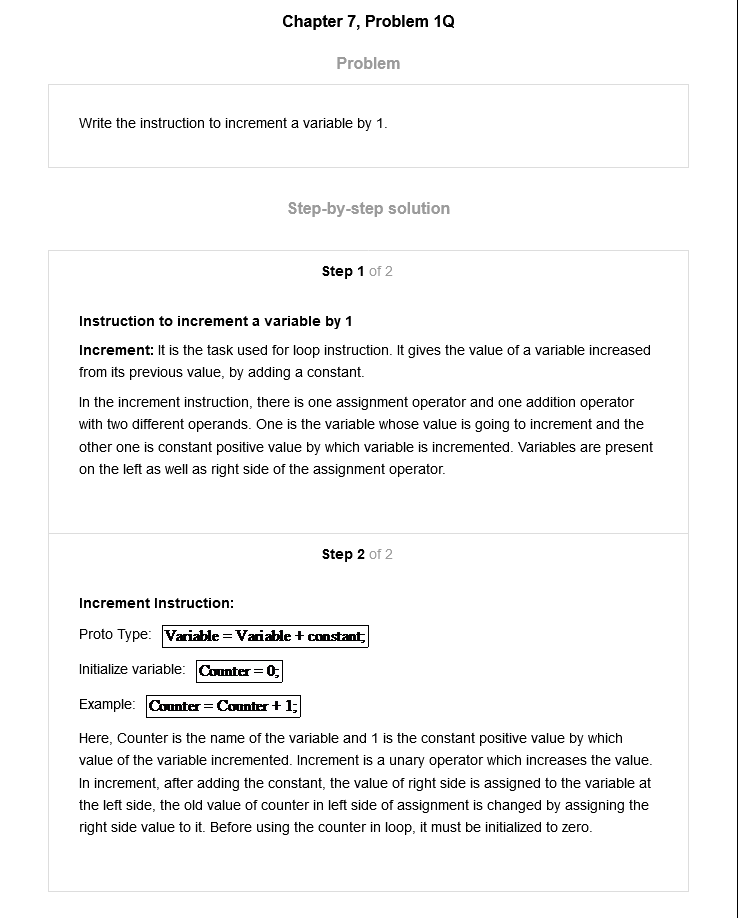 Chapter 7, Problem 1Q
Problem
Write the instruction to increment a variable by 1.
Step-by-step solution
Step 1 of 2
Instruction to increment a variable by 1
Increment: It is the task used for loop instruction. It gives the value of a variable increased
from its previous value, by adding a constant.
In the increment instruction, there is one assignment operator and one addition operator
with two different operands. One is the variable whose value is going to increment and the
other one is constant positive value by which variable is incremented. Variables are present
on the left as well as right side of the assignment operator.
Step 2 of 2
Increment Instruction:
Proto Type: Variable = Variable + constant;
Initialize variable: Counter = 0;
Example: Counter = Counter + 1;
Here, Counter is the name of the variable and 1 is the constant positive value by which
value of the variable incremented. Increment is a unary operator which increases the value.
In increment, after adding the constant, the value of right side is assigned to the variable at
the left side, the old value of counter in left side of assignment is changed by assigning the
right side value to it. Before using the counter in loop, it must be initialized to zero.